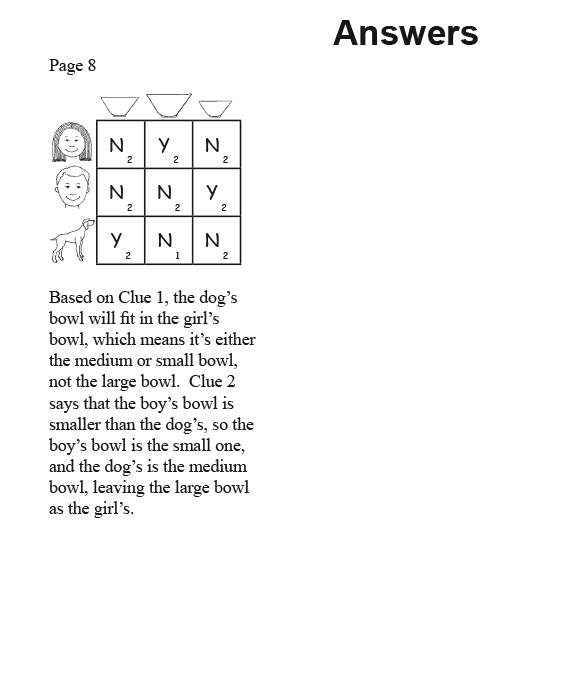 Answers
Page 8
N 2 Y 2 N 2
N 2 N 2 Y 2
Y 2 N 1 N 2
Based on Clue 1, the dog’s
bowl will fit in the girl’s
bowl, which means it’s either
the medium or small bowl,
not the large bowl.  Clue 2
says that the boy’s bowl is
smaller than the dog’s, so the
boy’s bowl is the small one,
and the dog’s is the medium
bowl, leaving the large bowl
as the girl’s.